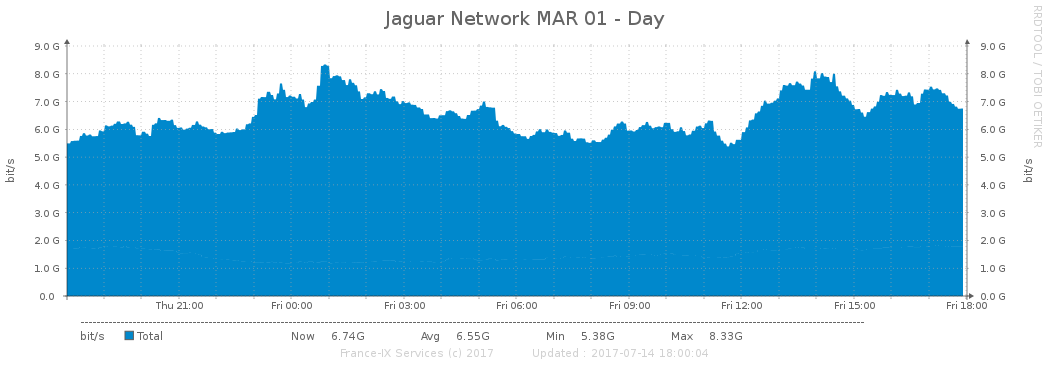 Jaguar Network MAR 01 - Day
RRDTOOL / TOBI OETIKER
9.0 G 9.0 G
8.0 G 8.0 G
7.0 G 7.0 G
6.0 G 6.0 G
5.0 G 5.0 G
4.0 G 4.0 G
3.0 G 3.0 G
2.0 G 2.0 G
1.0 G 1.0 G
0.0 0.0 G
bit/s
bit/s
Thu 21:00 Fri 00:00 Fri 03:00 Fri 06:00 Fri 09:00 Fri 12:00 Fri 15:00 Fri 18:00
bit/s Total Now 6.74G Avg 6.55G Min 5.38G Max 8.33G
France-IX Services (c) 2017 Updated : 2017-07-14 18:00:04